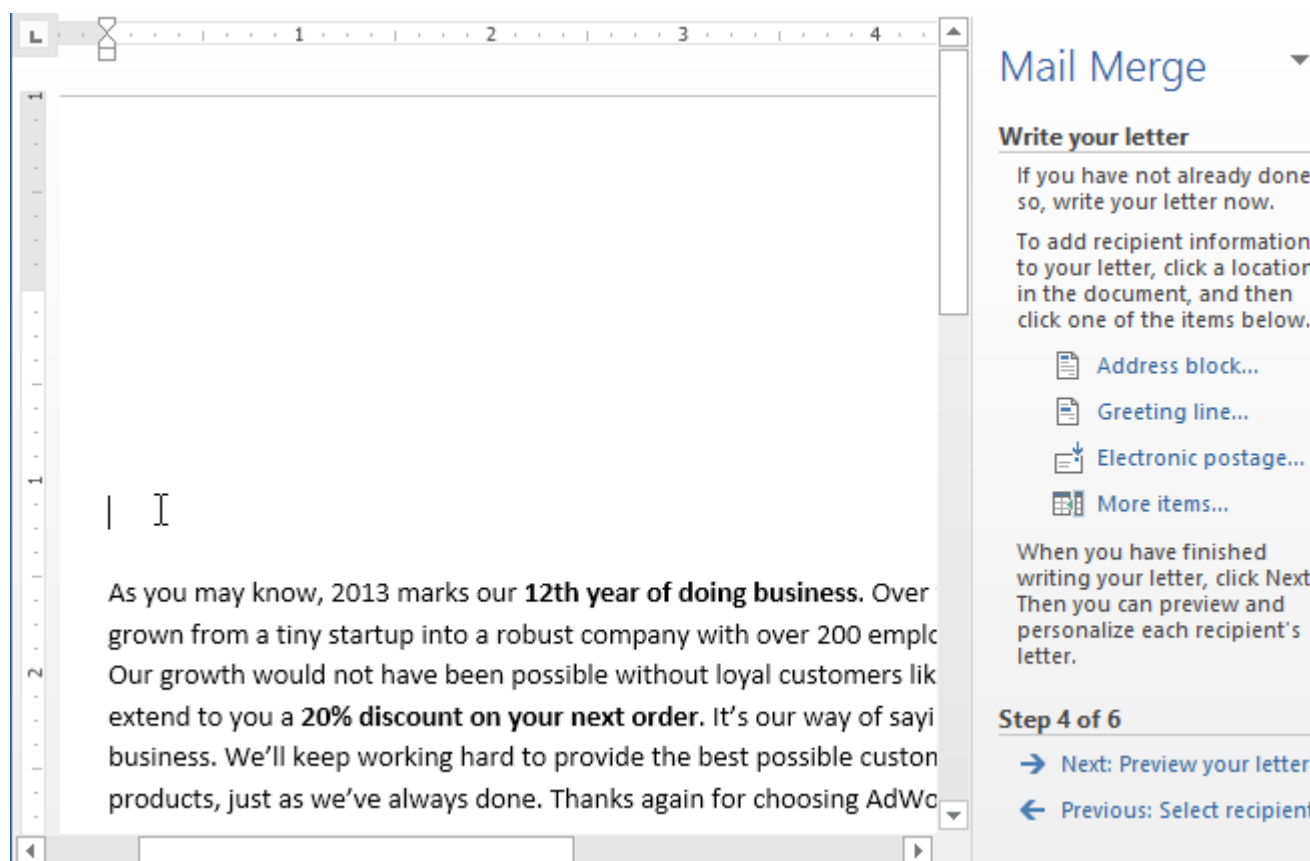 1 2 3 4
Mail Merge
Write your letter
If you have not already done
so, write your letter now.
To add recipient information
to your letter, click a location
in the document, and then
click one of the items below.
Address block...
Greeting line...
Electronic postage...
More items...
When you have finished
writing your letter, click Next
Then you can preview and
personalize each recipient's
letter.
Step 4 of 6
Next: Preview your letter
Previous: Select recipient
1
1
2
As you may know, 2013 marks our 12th year of doing business. Over
grown from a tiny startup into a robust company with over 200 emplo
Our growth would not have been possible without loyal customers lik
extend to you a 20% discount on your next order. It’s our way of sayi
business. We’ll keep working hard to provide the best possible custom
products, just as we’ve always done. Thanks again for choosing AdWo